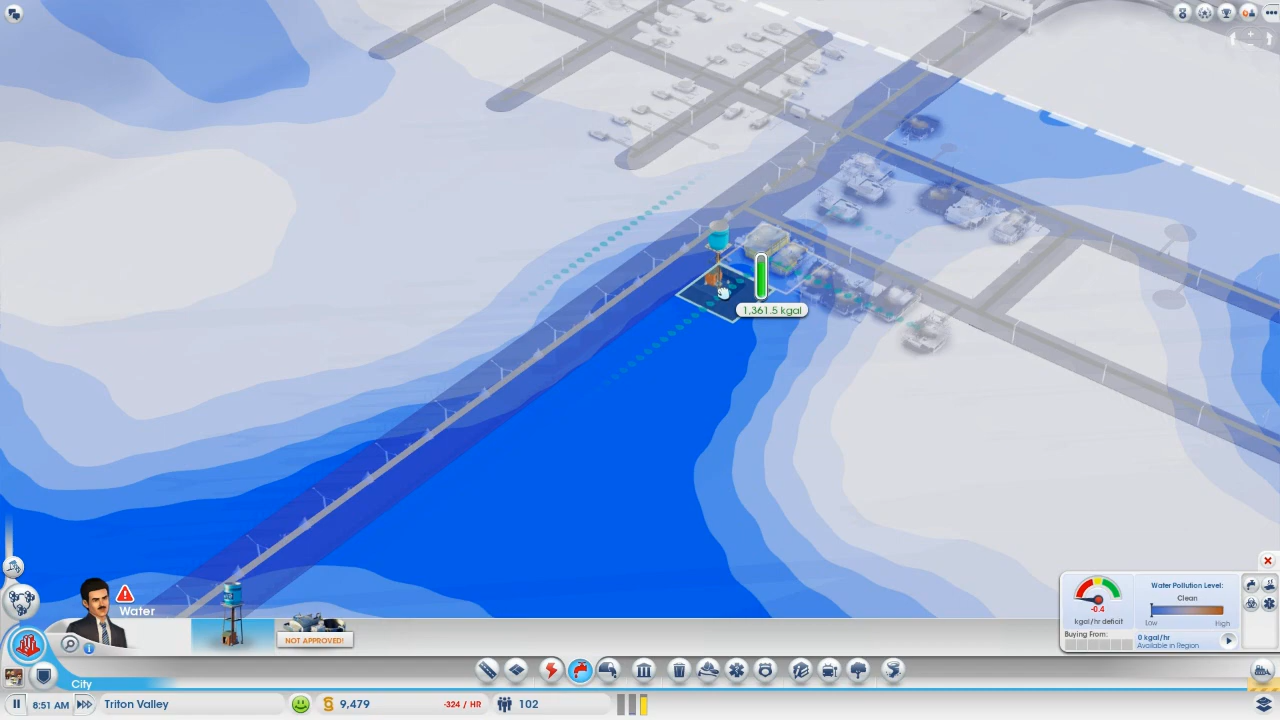 1,361.5 kgal
Water
NOT APPROVED!
-0.4
kgal/hr deficit
Buying From:
Water Pollution Level:
Clean
Low
High
0 kgal/hr
Available in Region
City
8:51 AM
Triton Valley
9,479
-324 / HR
102